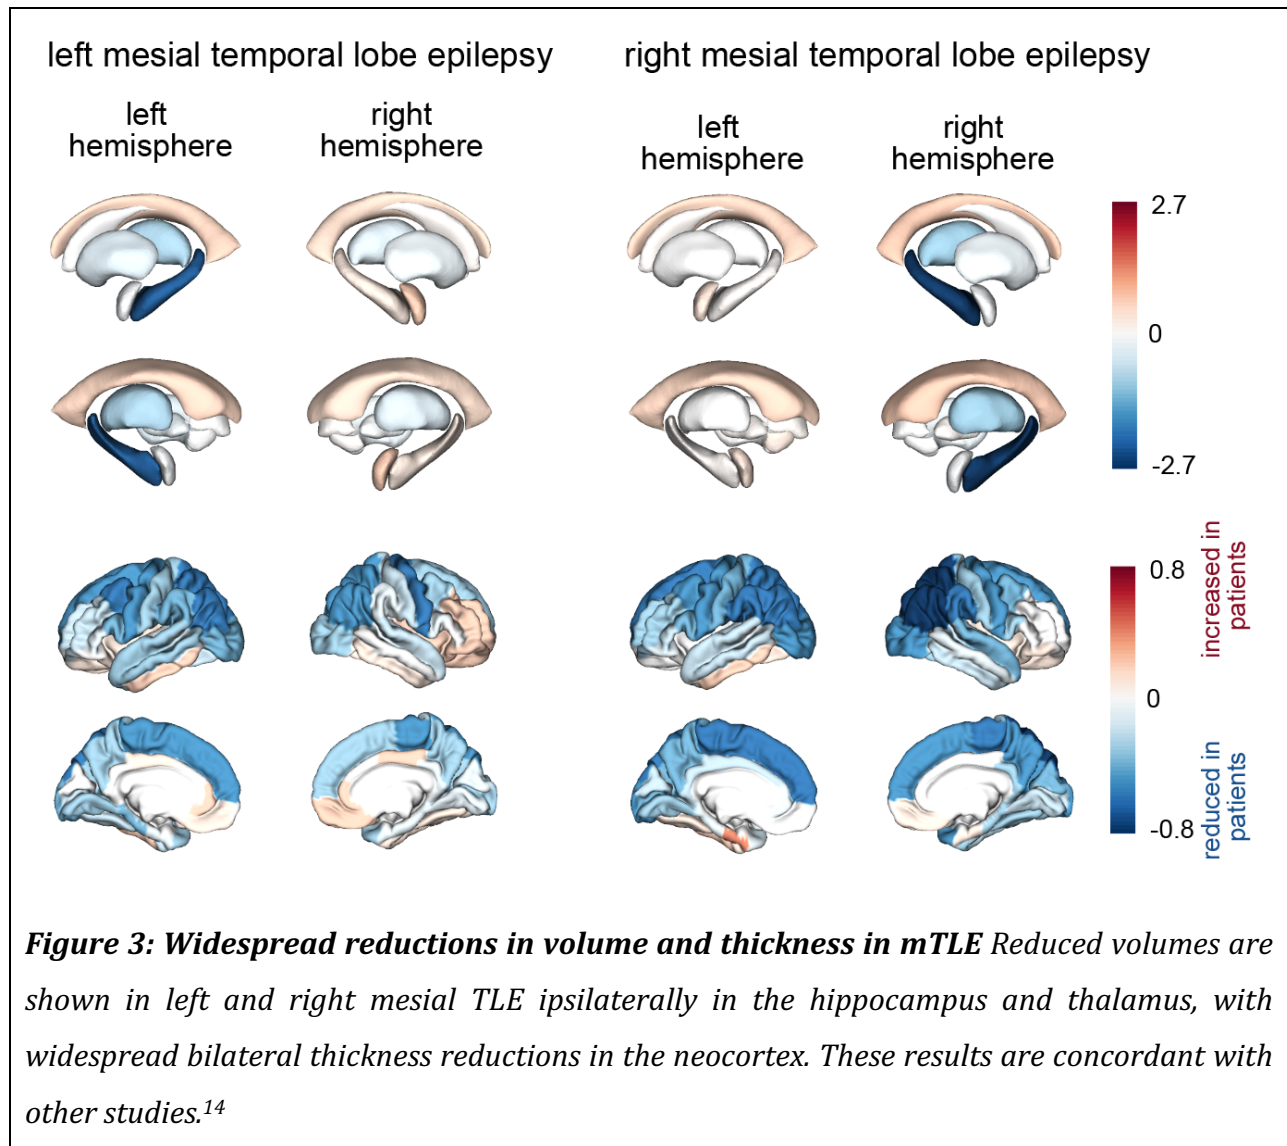 left mesial temporal lobe epilepsy
right mesial temporal lobe epilepsy
left
hemisphere
right
hemisphere
left
hemisphere
right
hemisphere
2.7
0
-2.7
0.8
0
-0.8
increased in
patients
reduced in
patients
Figure 3: Widespread reductions in volume and thickness in mTLE Reduced volumes are
shown in left and right mesial TLE ipsilaterally in the hippocampus and thalamus, with
widespread bilateral thickness reductions in the neocortex. These results are concordant with
other studies.14